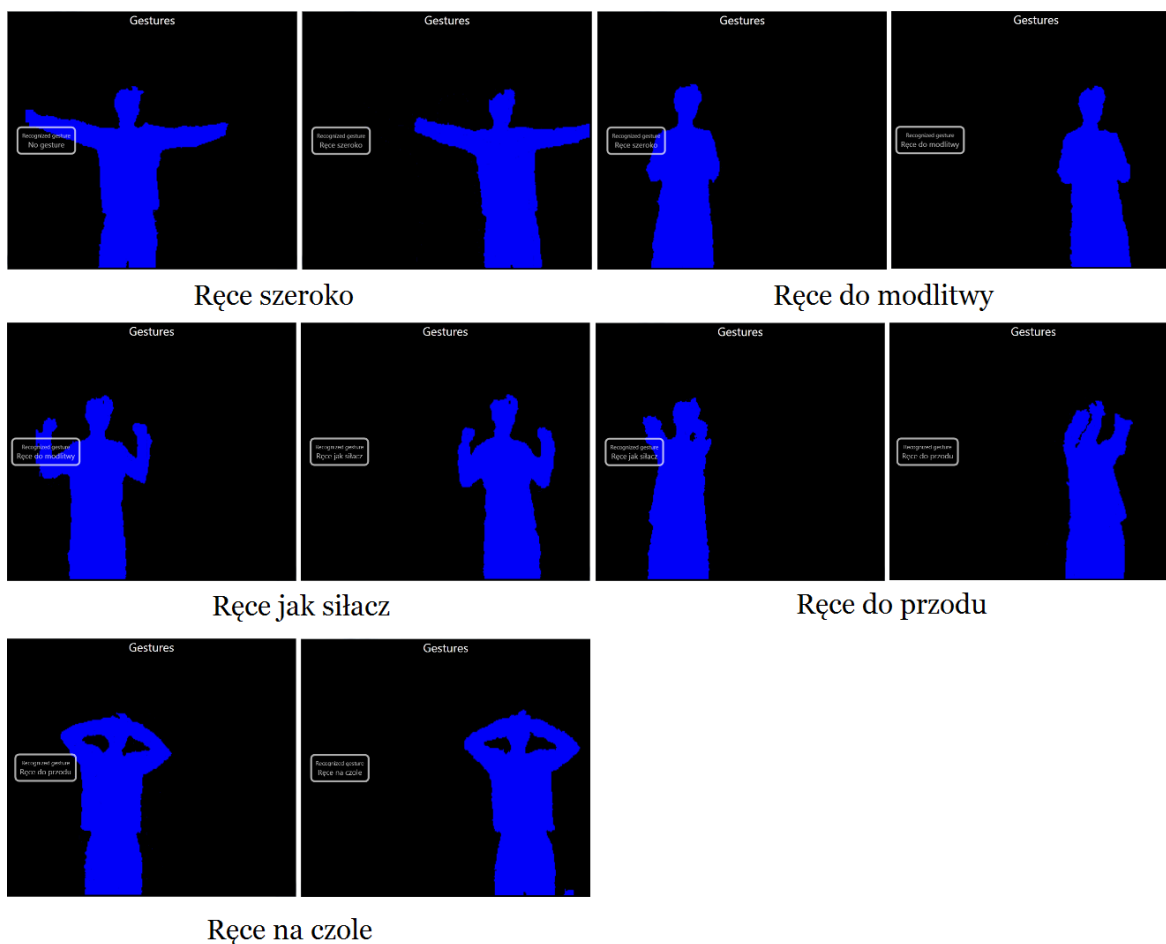 Gestures
Recognized gesture
No gesture
Gestures
Recognized gesture
Ręce szeroko
Gestures
Recognized gesture
Ręce szeroko
Gestures
Recognized gesture
Ręce do modlitwy
Ręce szeroko
Ręce do modlitwy
Gestures
Recognized gesture
Ręce do modlitwy
Gestures
Recognized gesture
Ręce jak siłacz
Gestures
Recognized gesture
Ręce jak siłacz
Gestures
Recognized gesture
Ręce do przodu
Ręce jak siłacz
Ręce do przodu
Gestures
Recognized gesture
Ręce do przodu
Gestures
Recognized gesture
Ręce na czole
Ręce na czole